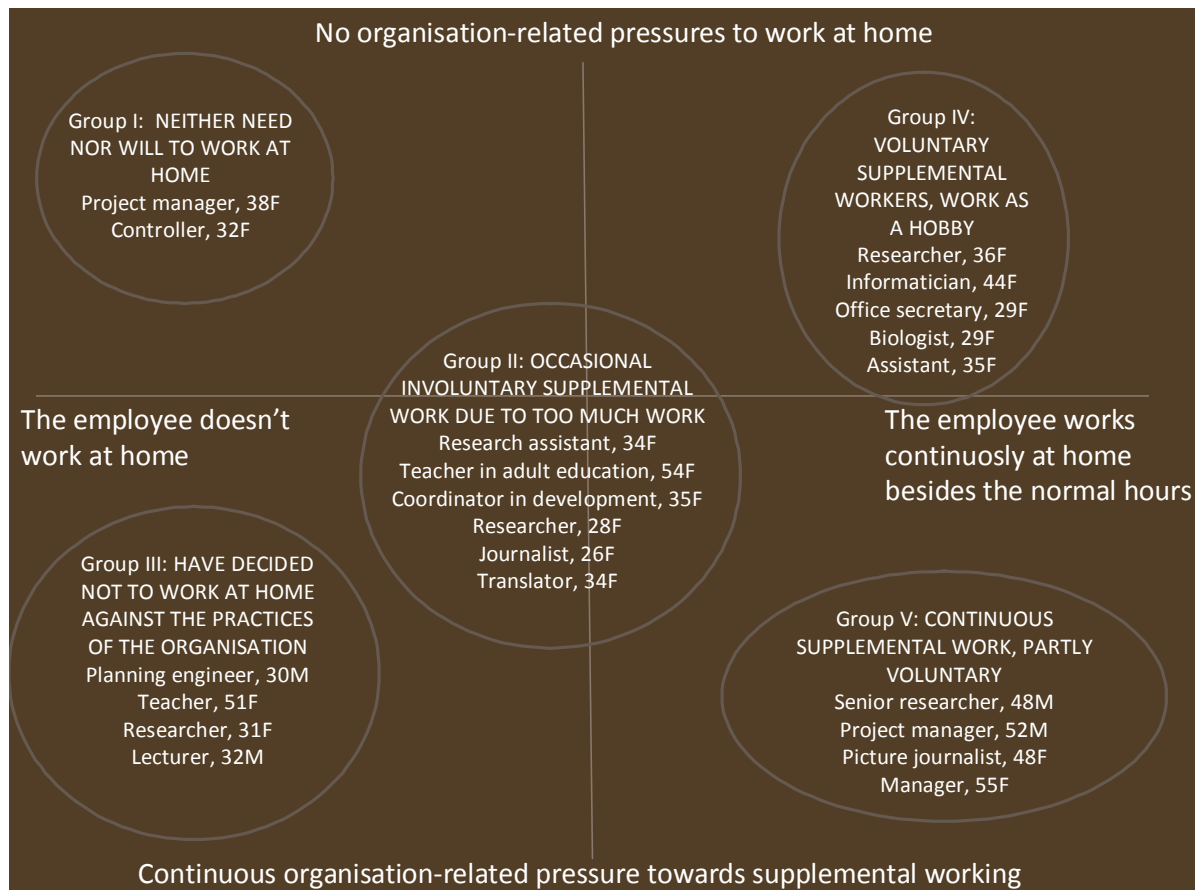 No organisation-related pressures to work at home
Group I:  NEITHER NEED
NOR WILL TO WORK AT
HOME
Project manager, 38F
Controller, 32F
Group IV:
VOLUNTARY
SUPPLEMENTAL
WORKERS, WORK AS
A HOBBY
Researcher, 36F
Informatician, 44F
Office secretary, 29F
Biologist, 29F
Assistant, 35F
Group II: OCCASIONAL
INVOLUNTARY SUPPLEMENTAL
WORK DUE TO TOO MUCH WORK
Research assistant, 34F
Teacher in adult education, 54F
Coordinator in development, 35F
Researcher, 28F
Journalist, 26F
Translator, 34F
The employee doesn’t
work at home
The employee works
continuosly at home
besides the normal hours
Group III: HAVE DECIDED
NOT TO WORK AT HOME
AGAINST THE PRACTICES
OF THE ORGANISATION
Planning engineer, 30M
Teacher, 51F
Researcher, 31F
Lecturer, 32M
Group V: CONTINUOUS
SUPPLEMENTAL WORK, PARTLY
VOLUNTARY
Senior researcher, 48M
Project manager, 52M
Picture journalist, 48F
Manager, 55F
Continuous organisation-related pressure towards supplemental working